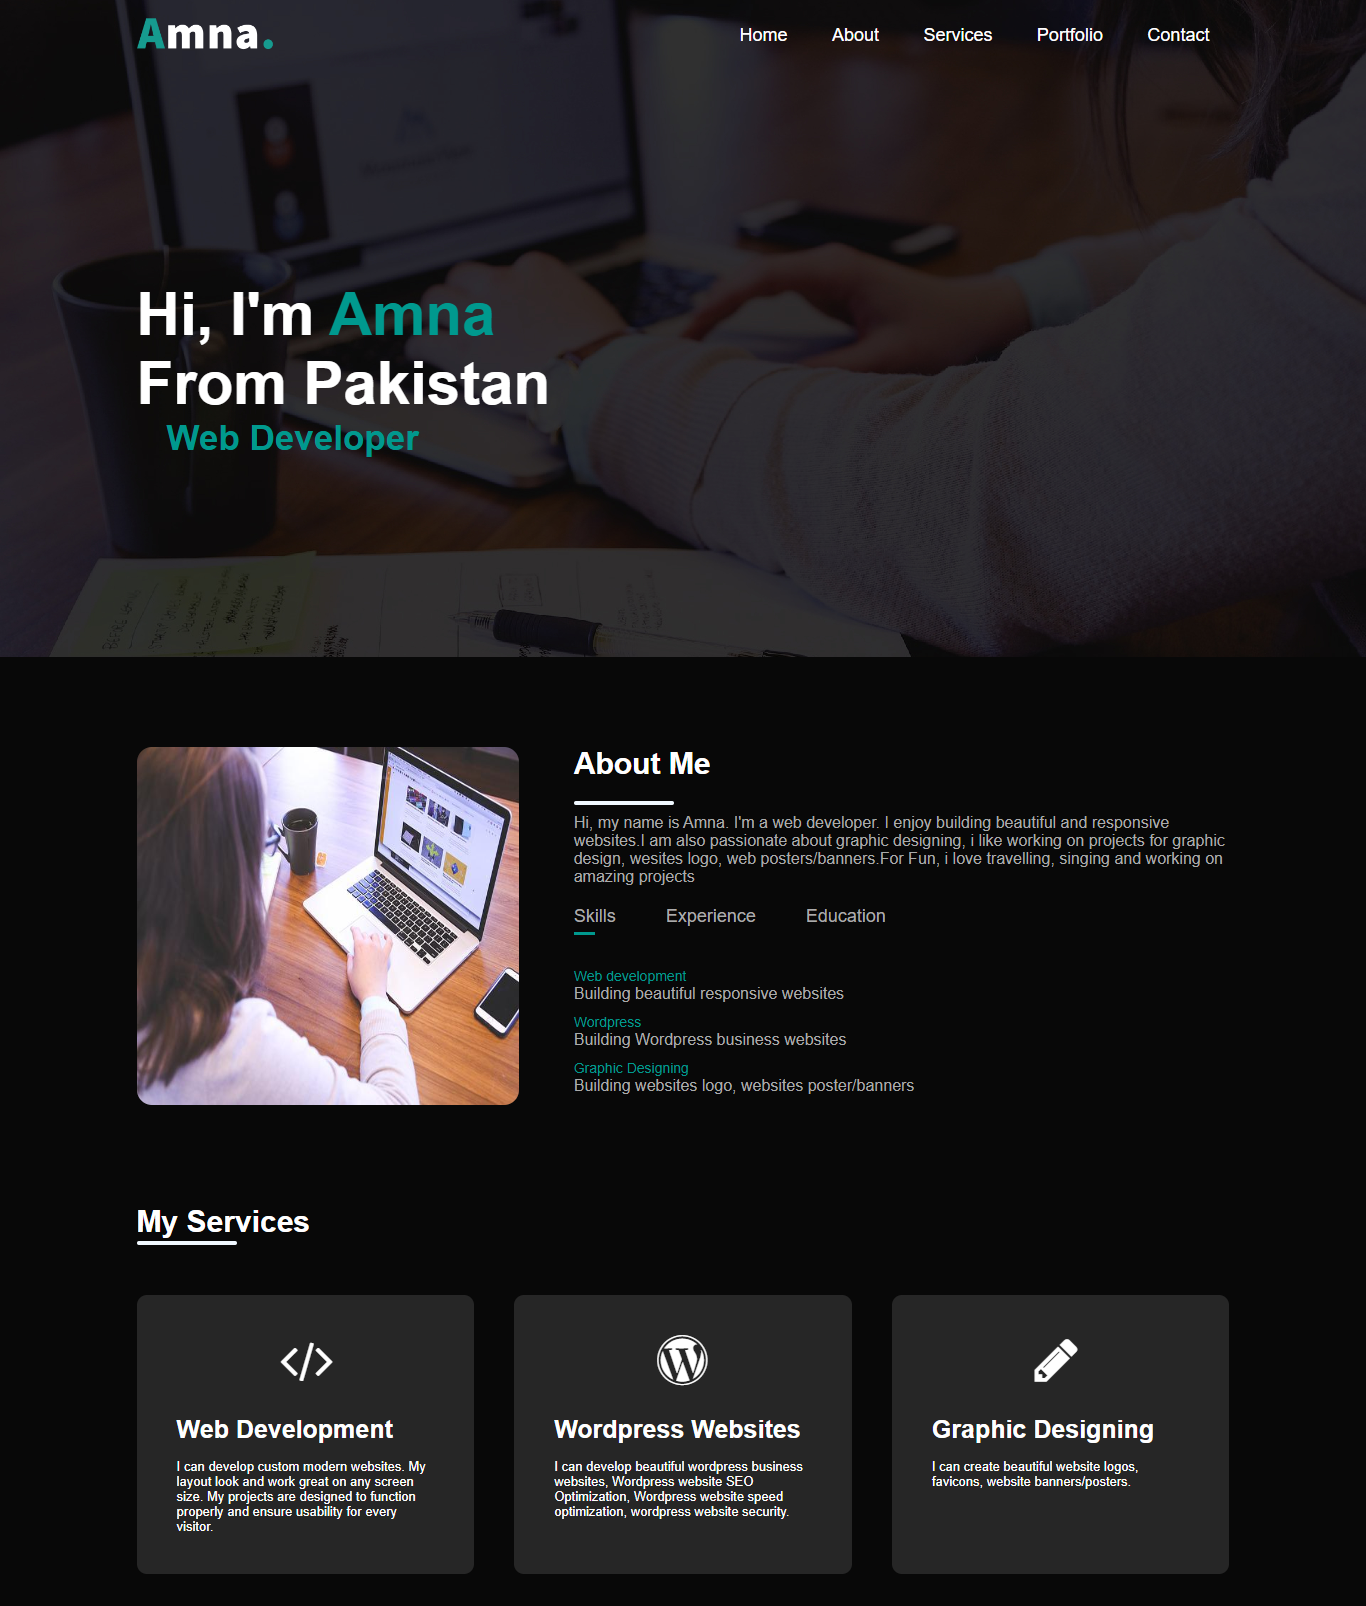 Amna.
Home About Services Portfolio Contact
Hi, I'm Amna
From Pakistan
Web Developer
About Me
Hi, my name is Amna. I'm a web developer. I enjoy building beautiful and responsive
websites.I am also passionate about graphic designing, i like working on projects for graphic
design, wesites logo, web posters/banners.For Fun, i love travelling, singing and working on
amazing projects
Skills Experience Education
Web development
Building beautiful responsive websites
Wordpress
Building Wordpress business websites
Graphic Designing
Building websites logo, websites poster/banners
My Services
Web Development
I can develop custom modern websites. My
layout look and work great on any screen
size. My projects are designed to function
properly and ensure usability for every
visitor.
Wordpress Websites
I can develop beautiful wordpress business
websites, Wordpress website SEO
Optimization, Wordpress website speed
optimization, wordpress website security.
Graphic Designing
I can create beautiful website logos,
favicons, website banners/posters.